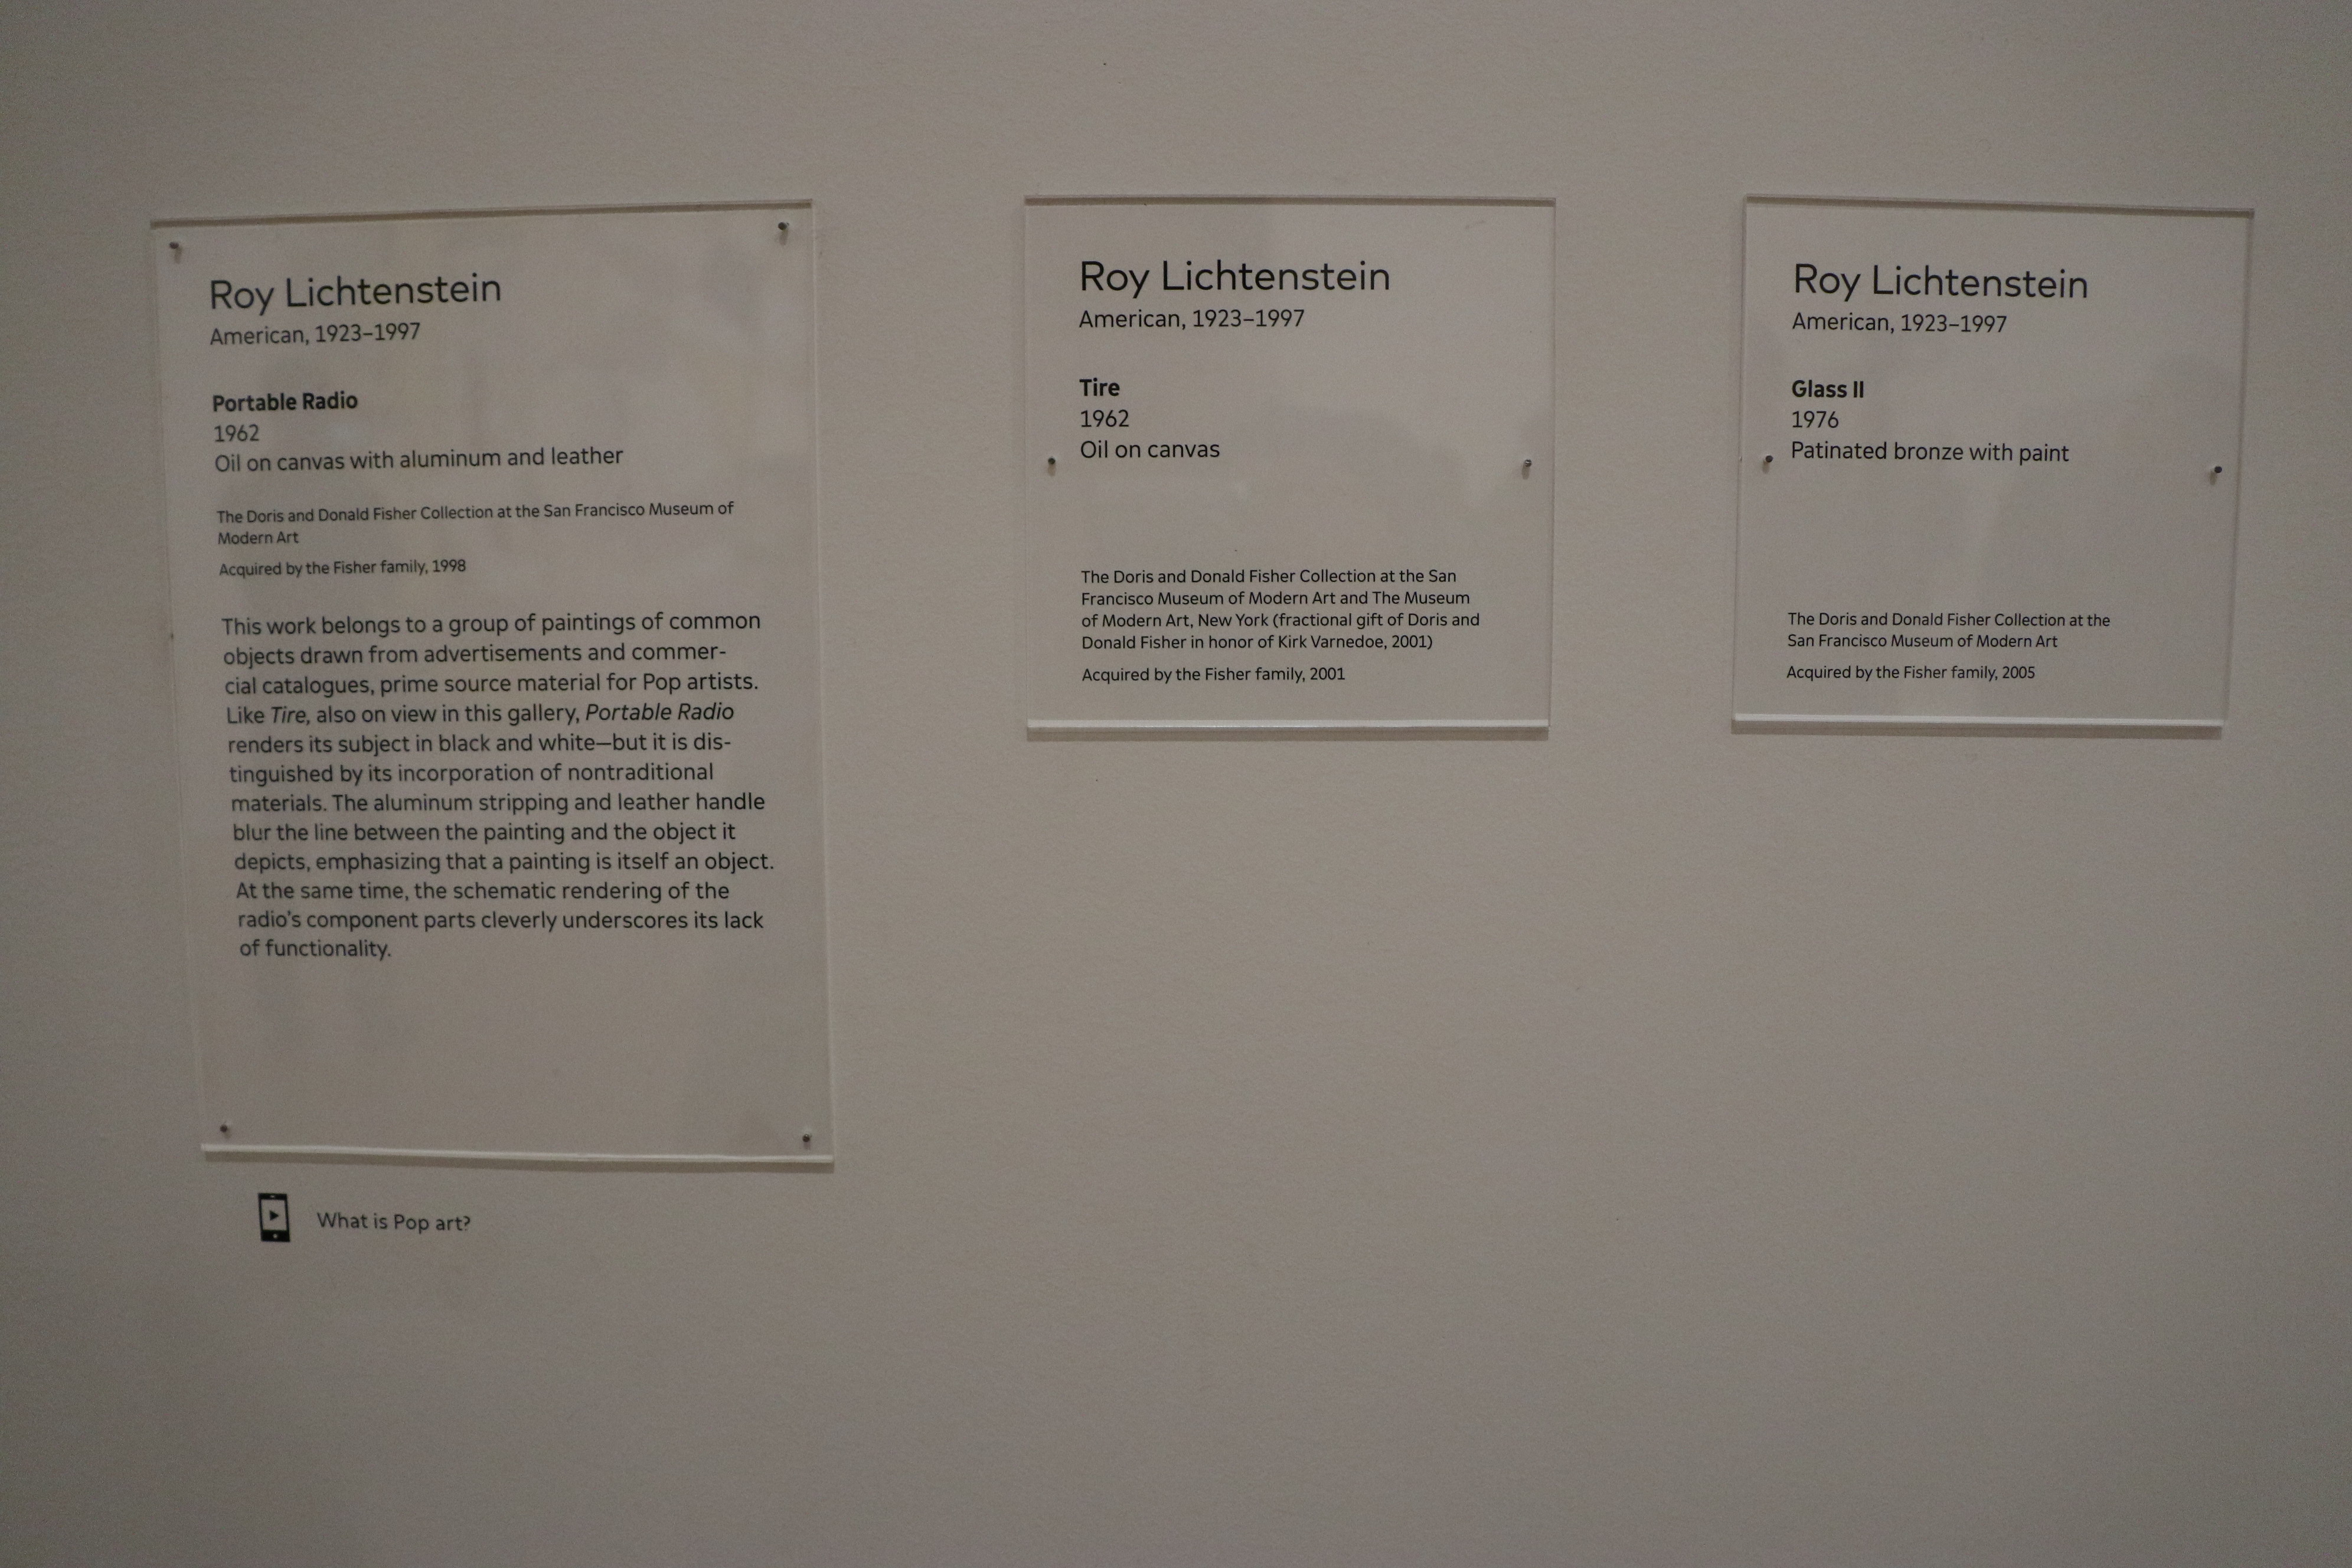 Roy Lichtenstein
American, 1923–1997
Portable Radio
1962
Oil on canvas with aluminum and leather
The Doris and Donald Fisher Collection at the San Francisco Museum of
Modern Art
Acquired by the Fisher family, 1998
This work belongs to a group of paintings of common
objects drawn from advertisements and commer-
cial catalogues, prime source material for Pop artists.
Like Tire, also on view in this gallery, Portable Radio
renders its subject in black and white—but it is dis-
tinguished by its incorporation of nontraditional
materials. The aluminum stripping and leather handle
blur the line between the painting and the object it
depicts, emphasizing that a painting is itself an object.
At the same time, the schematic rendering of the
radio's component parts cleverly underscores its lack
of functionality.
What is Pop art?
Roy Lichtenstein
American, 1923–1997
Tire
1962
Oil on canvas
The Doris and Donald Fisher Collection at the San
Francisco Museum of Modern Art and The Museum
of Modern Art, New York (fractional gift of Doris and
Donald Fisher in honor of Kirk Varnedoe, 2001)
Acquired by the Fisher family, 2001
Roy Lichtenstein
American, 1923–1997
Glass II
1976
Patinated bronze with paint
The Doris and Donald Fisher Collection at the
San Francisco Museum of Modern Art
Acquired by the Fisher family, 2005